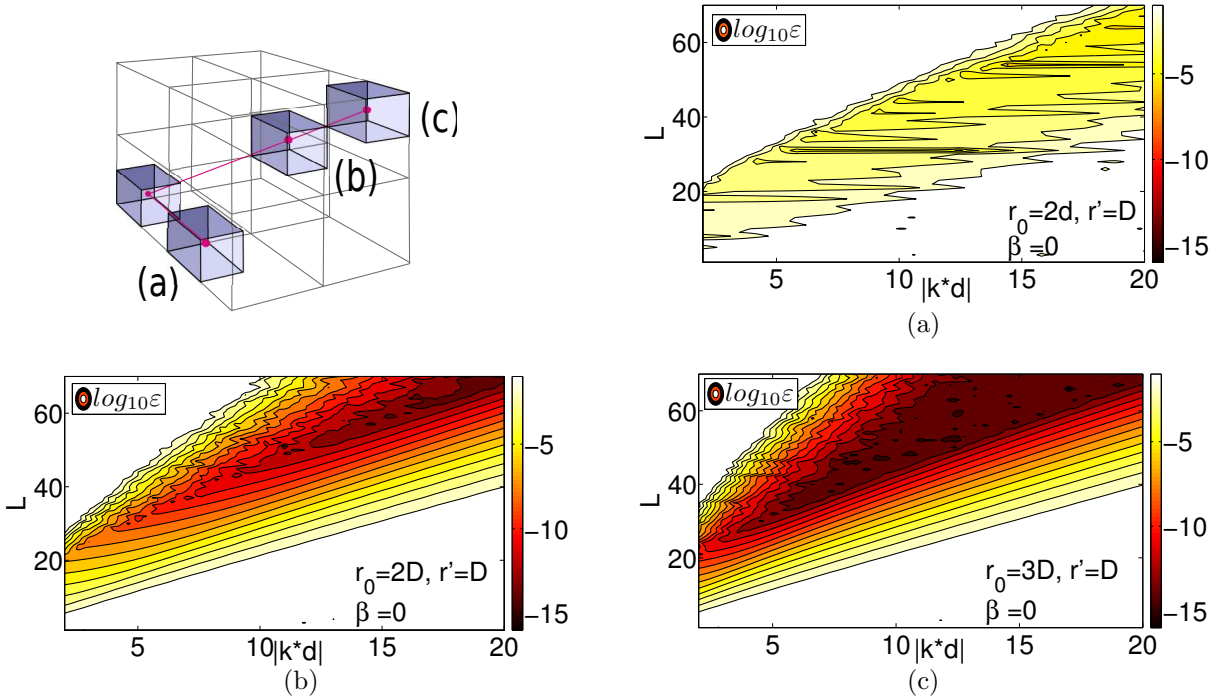 (a)
(b)
(c)
log₁₀ε
L
60
40
20
5
10
15
20
|k*d|
r₀=2d, r'=D
β =0
−5
−10
−15
(a)
log₁₀ε
L
60
40
20
5
10
15
20
|k*d|
r₀=2D, r'=D
β =0
−5
−10
−15
(b)
log₁₀ε
L
60
40
20
5
10
15
20
|k*d|
r₀=3D, r'=D
β =0
−5
−10
−15
(c)